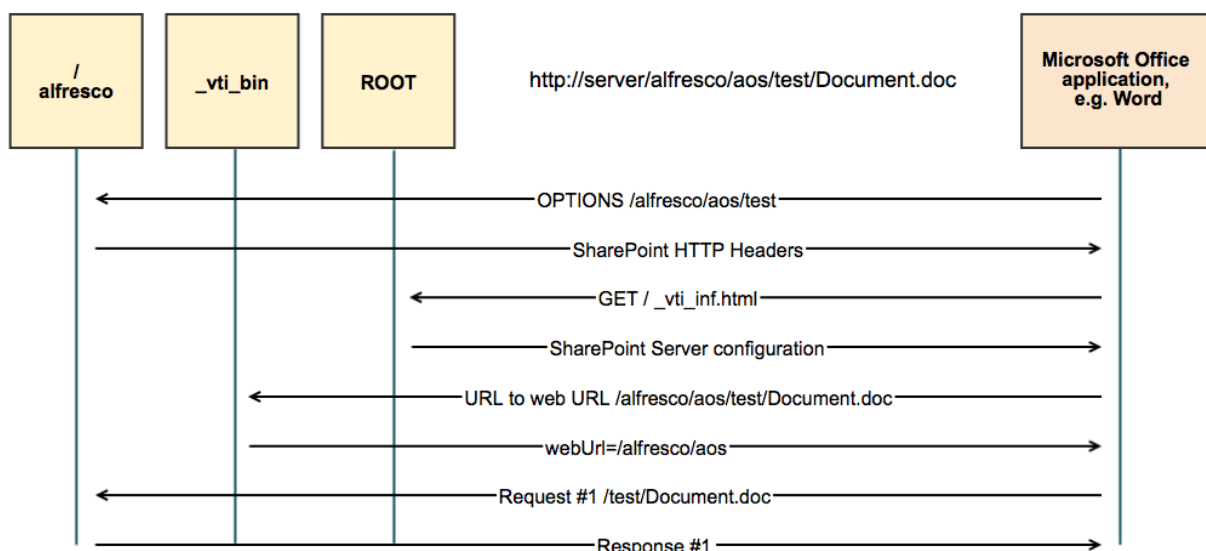 /
alfresco
_vti_bin
ROOT
http://server/alfresco/aos/test/Document.doc
Microsoft Office
application,
e.g. Word
OPTIONS /alfresco/aos/test
SharePoint HTTP Headers
GET / _vti_inf.html
SharePoint Server configuration
URL to web URL /alfresco/aos/test/Document.doc
webUrl=/alfresco/aos
Request #1 /test/Document.doc
Response #1